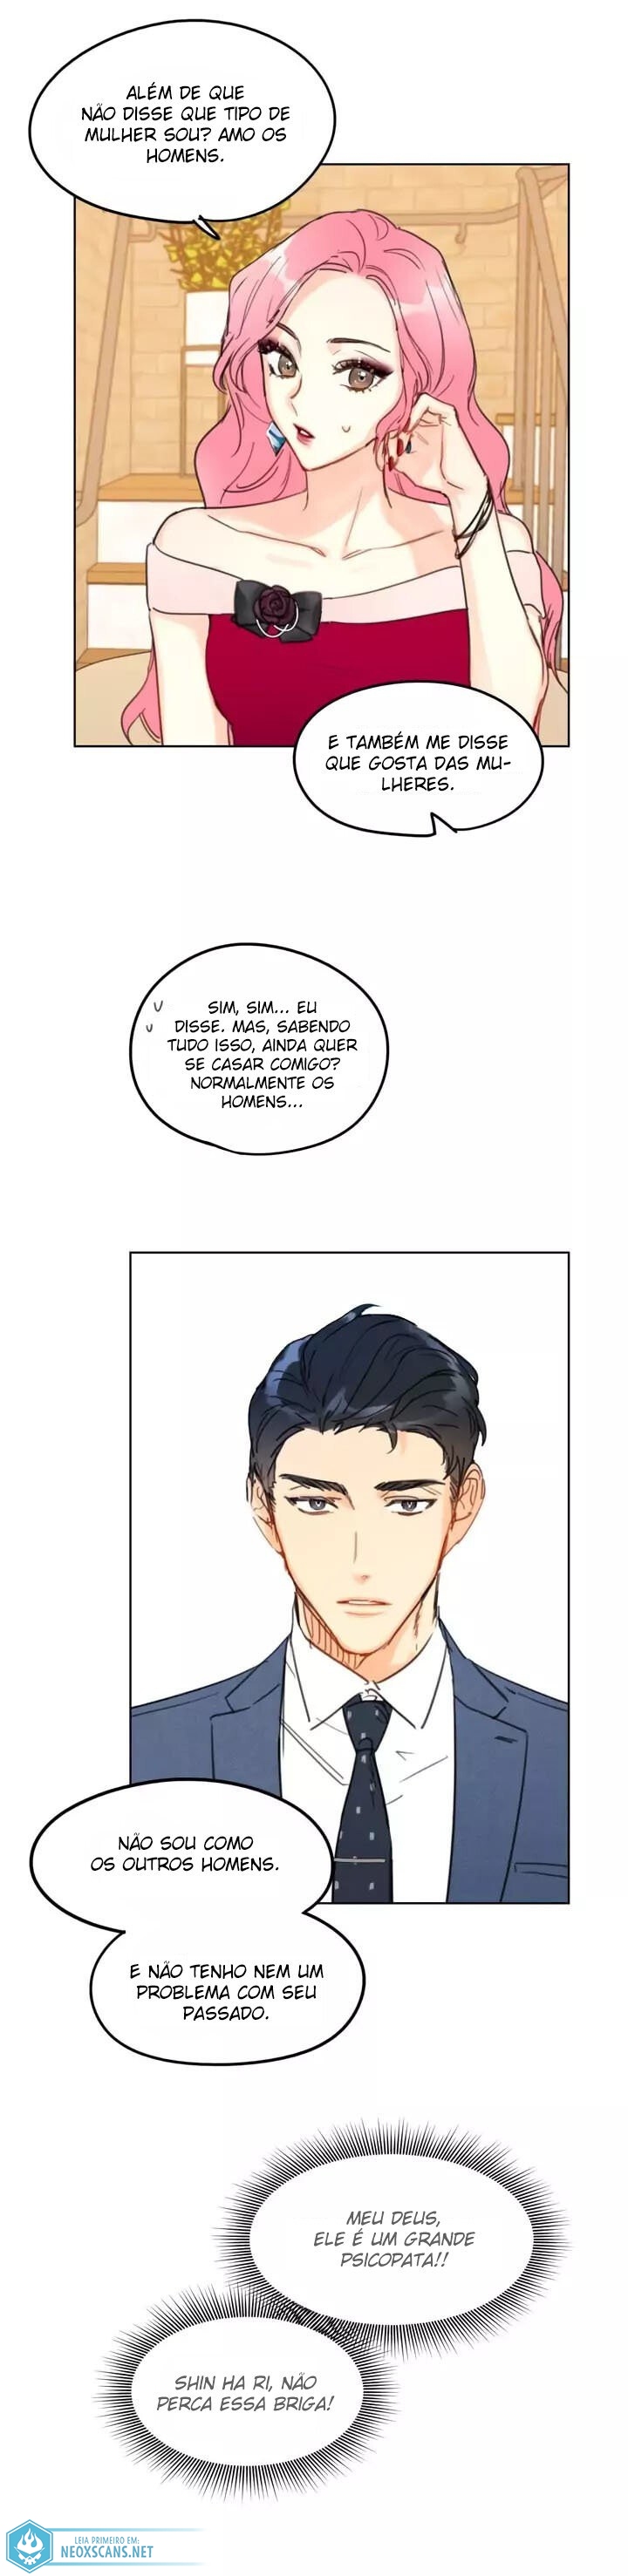 ALÉM DE QUE
NÃO DISSE QUE TIPO DE
MULHER SOU? AMO OS
HOMENS.
E TAMBÉM ME DISSE
QUE GOSTA DAS MU-
LHERES.
SIM, SIM... EU
DISSE. MAS, SABENDO
TUDO ISSO, AINDA QUER
SE CASAR COMIGO?
NORMALMENTE OS
HOMENS...
NÃO SOU COMO
OS OUTROS HOMENS.
E NÃO TENHO NEM UM
PROBLEMA COM SEU
PASSADO.
MEU DEUS,
ELE É UM GRANDE
PSICOPATA!!
SHIN HA RI, NÃO
PERCA ESSA BRIGA!
LEIA PRIMEIRO EM:
NEOXSCANS.NET